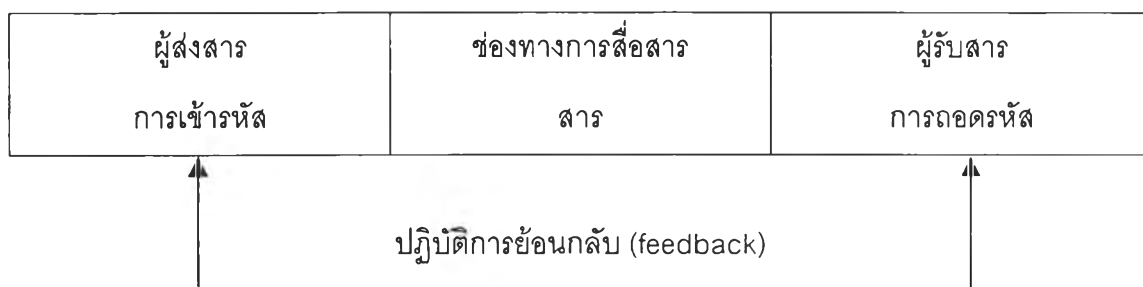 ผู้ส่งสาร
การเข้ารหัส
ช่องทางการสื่อสาร
สาร
ผู้รับสาร
การถอดรหัส
ปฏิบัติการย้อนกลับ (feedback)